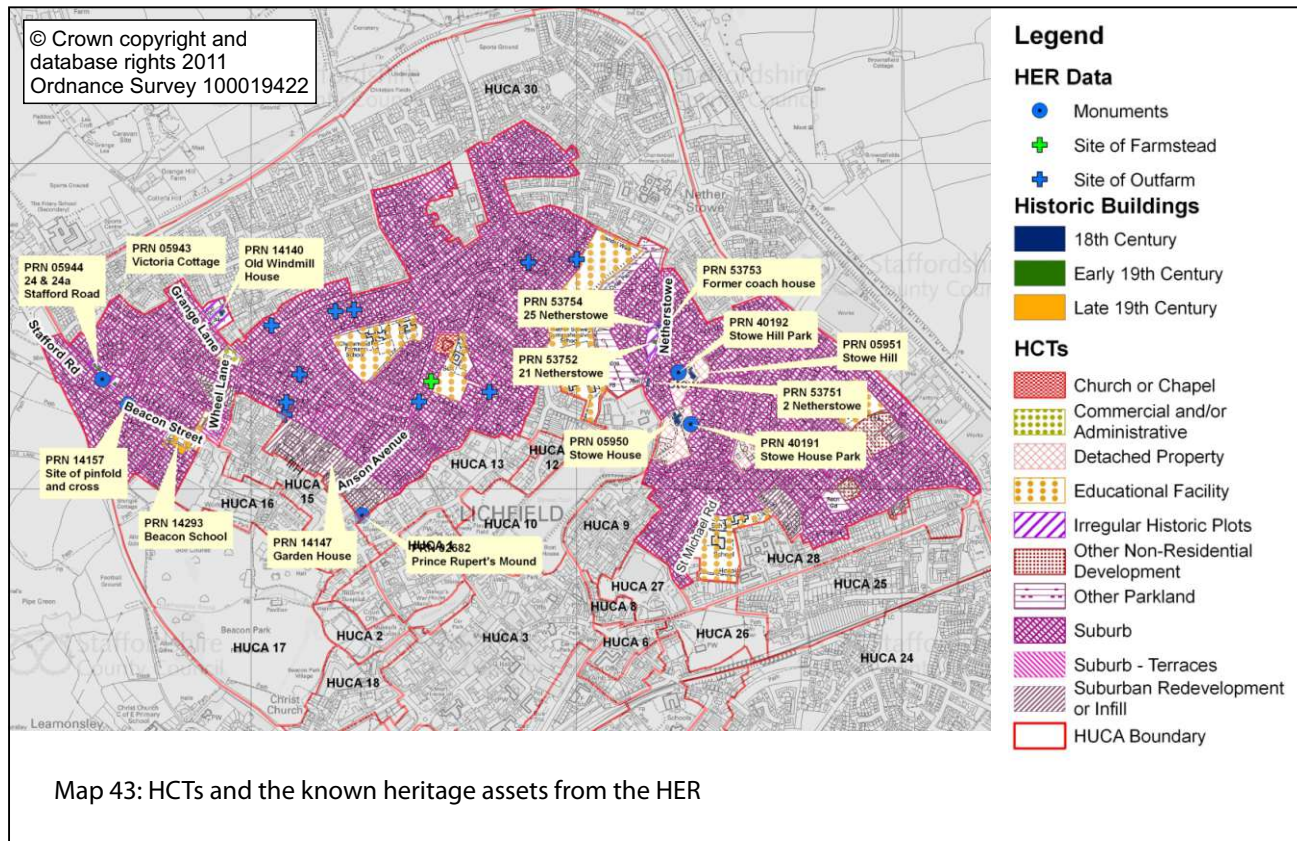 © Crown copyright and
database rights 2011
Ordnance Survey 100019422
HUCA 30
Nether
Stowe
PRN 05943
Victoria Cottage
PRN 14140
Old Windmill
House
PRN 05944
24 & 24a
Stafford Road
Grange Lane
Stafford Rd
Wheel Lane
Beacon Street
PRN 14157
Site of pinfold
and cross
PRN 14293
Beacon School
HUCA 16
HUCA
15
PRN 14147
Garden House
Anson Avenue
HUCA 13
HUCA
12
LICHFIELD
HUCA 10
HUCA 9
Prince Rupert's Mound
PRN 53753
Former coach house
PRN 53754
25 Netherstowe
Netherstowe
PRN 40192
Stowe Hill Park
PRN 05951
Stowe Hill
PRN 53752
21 Netherstowe
PRN 53751
2 Netherstowe
PRN 05950
Stowe House
PRN 40191
Stowe House Park
St Michael Rd
HUCA 28
HUCA 27
HUCA 25
HUCA 8
HUCA 6
HUCA 26
HUCA 24
HUCA 17
HUCA 2
HUCA 3
HUCA 18
Beacon Park
Christ
Church
Leamonsley
Staffordshire
County Council
Legend
HER Data
Monuments
Site of Farmstead
Site of Outfarm
Historic Buildings
18th Century
Early 19th Century
Late 19th Century
HCTs
Church or Chapel
Commercial and/or
Administrative
Detached Property
Educational Facility
Irregular Historic Plots
Other Non-Residential
Development
Other Parkland
Suburb
Suburb - Terraces
Suburban Redevelopment
or Infill
HUCA Boundary
Map 43: HCTs and the known heritage assets from the HER